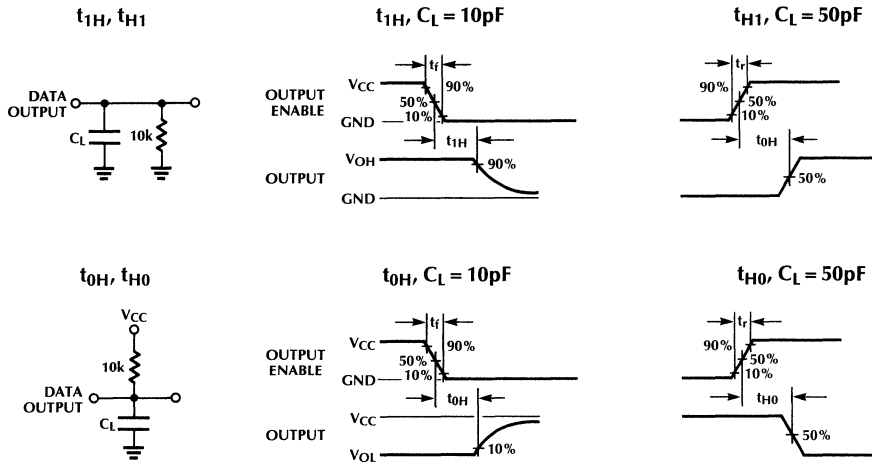 t1H, tH1
DATA
OUTPUT
CL
10k
t1H, CL = 10pF
OUTPUT
ENABLE
VCC
GND
tf
90%
50%
10%
t1H
OUTPUT
VOH
GND
90%
tH1, CL = 50pF
tr
90%
50%
10%
t0H
50%
t0H, tH0
VCC
10k
DATA
OUTPUT
CL
t0H, CL = 10pF
OUTPUT
ENABLE
VCC
GND
tf
90%
50%
10%
t0H
OUTPUT
VCC
VOL
10%
tH0, CL = 50pF
tr
90%
50%
10%
tH0
50%